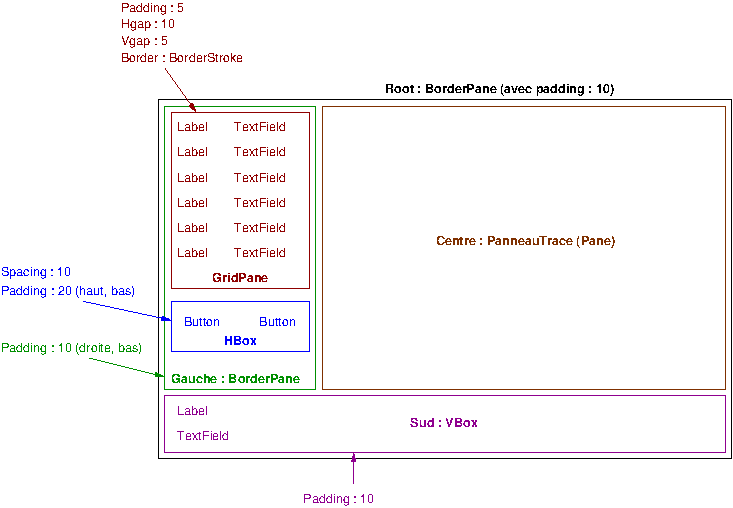 Padding : 5
Hgap : 10
Vgap : 5
Border : BorderStroke
Root : BorderPane (avec padding : 10)
Label TextField
Label TextField
Label TextField
Label TextField
Label TextField
Label TextField
GridPane
Centre : PanneauTrace (Pane)
Spacing : 10
Padding : 20 (haut, bas)
Button Button
HBox
Padding : 10 (droite, bas)
Gauche : BorderPane
Label
TextField
Sud : VBox
Padding : 10